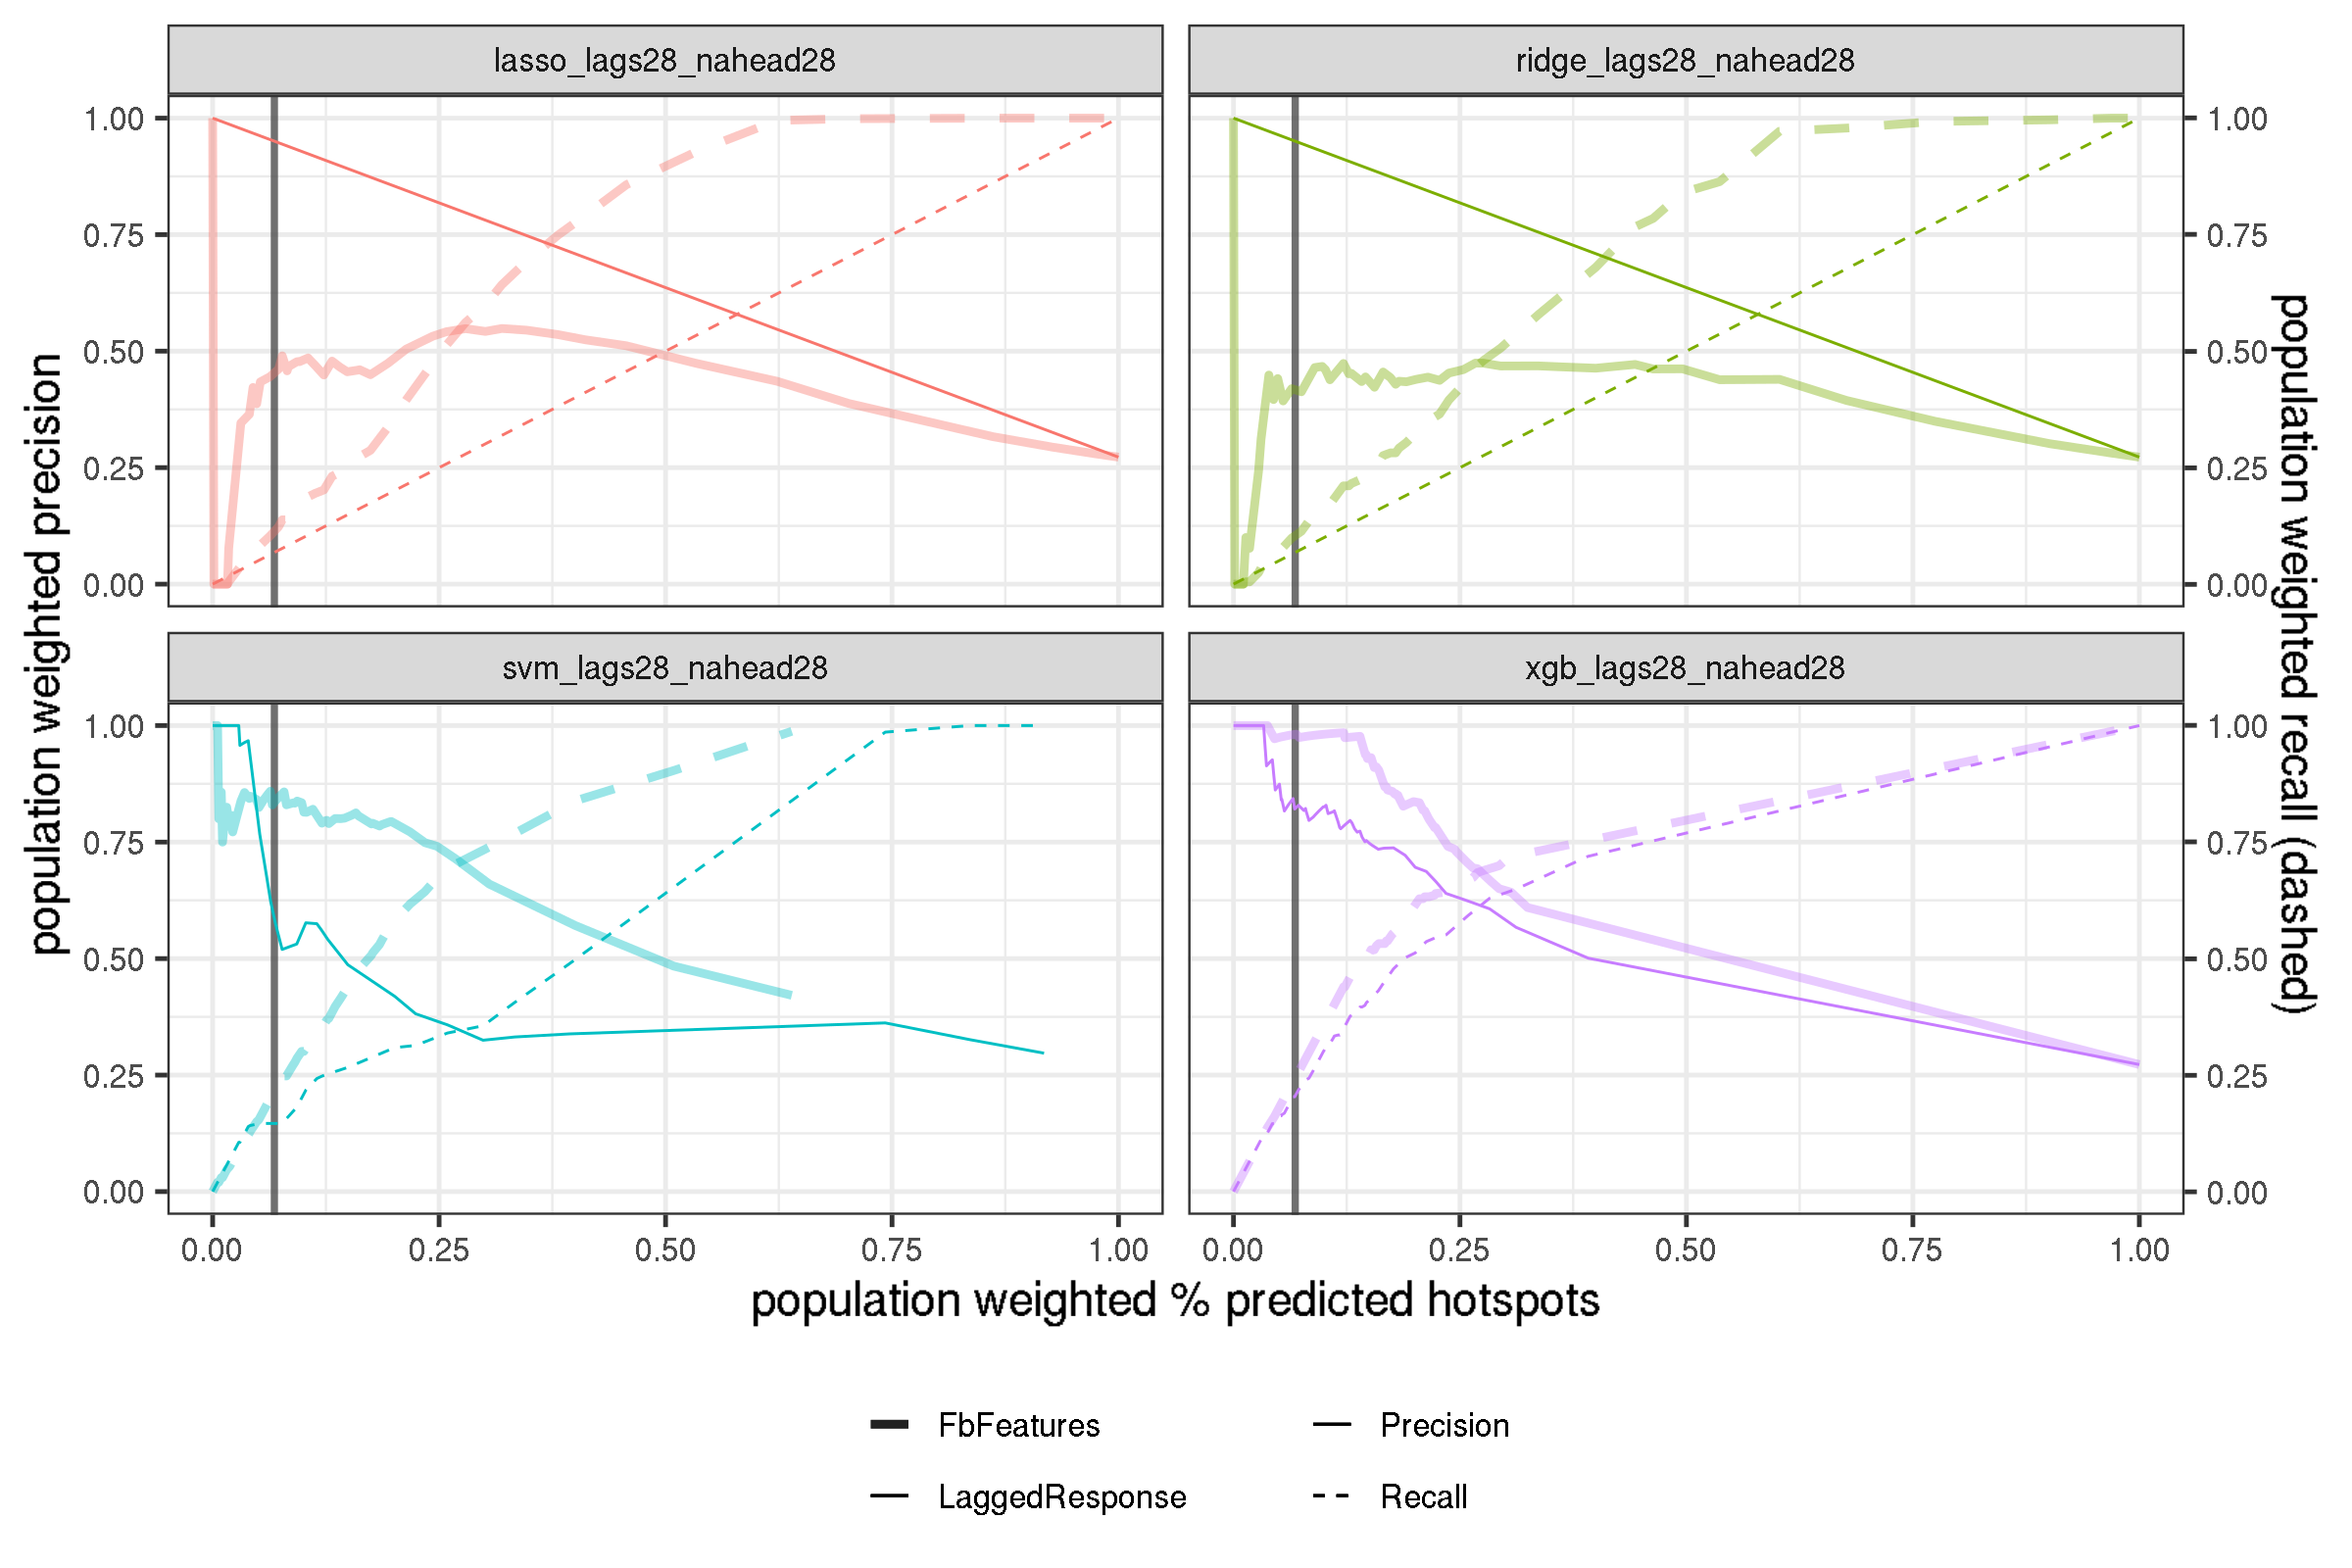 lasso_lags28_nahead28
ridge_lags28_nahead28
1.00
0.75
0.50
0.25
0.00
1.00
0.75
0.50
0.25
0.00
svm_lags28_nahead28
xgb_lags28_nahead28
1.00
0.75
0.50
0.25
0.00
1.00
0.75
0.50
0.25
0.00
population weighted precision
population weighted recall (dashed)
0.00 0.25 0.50 0.75 1.00
0.00 0.25 0.50 0.75 1.00
population weighted % predicted hotspots
FbFeatures
Precision
LaggedResponse
Recall